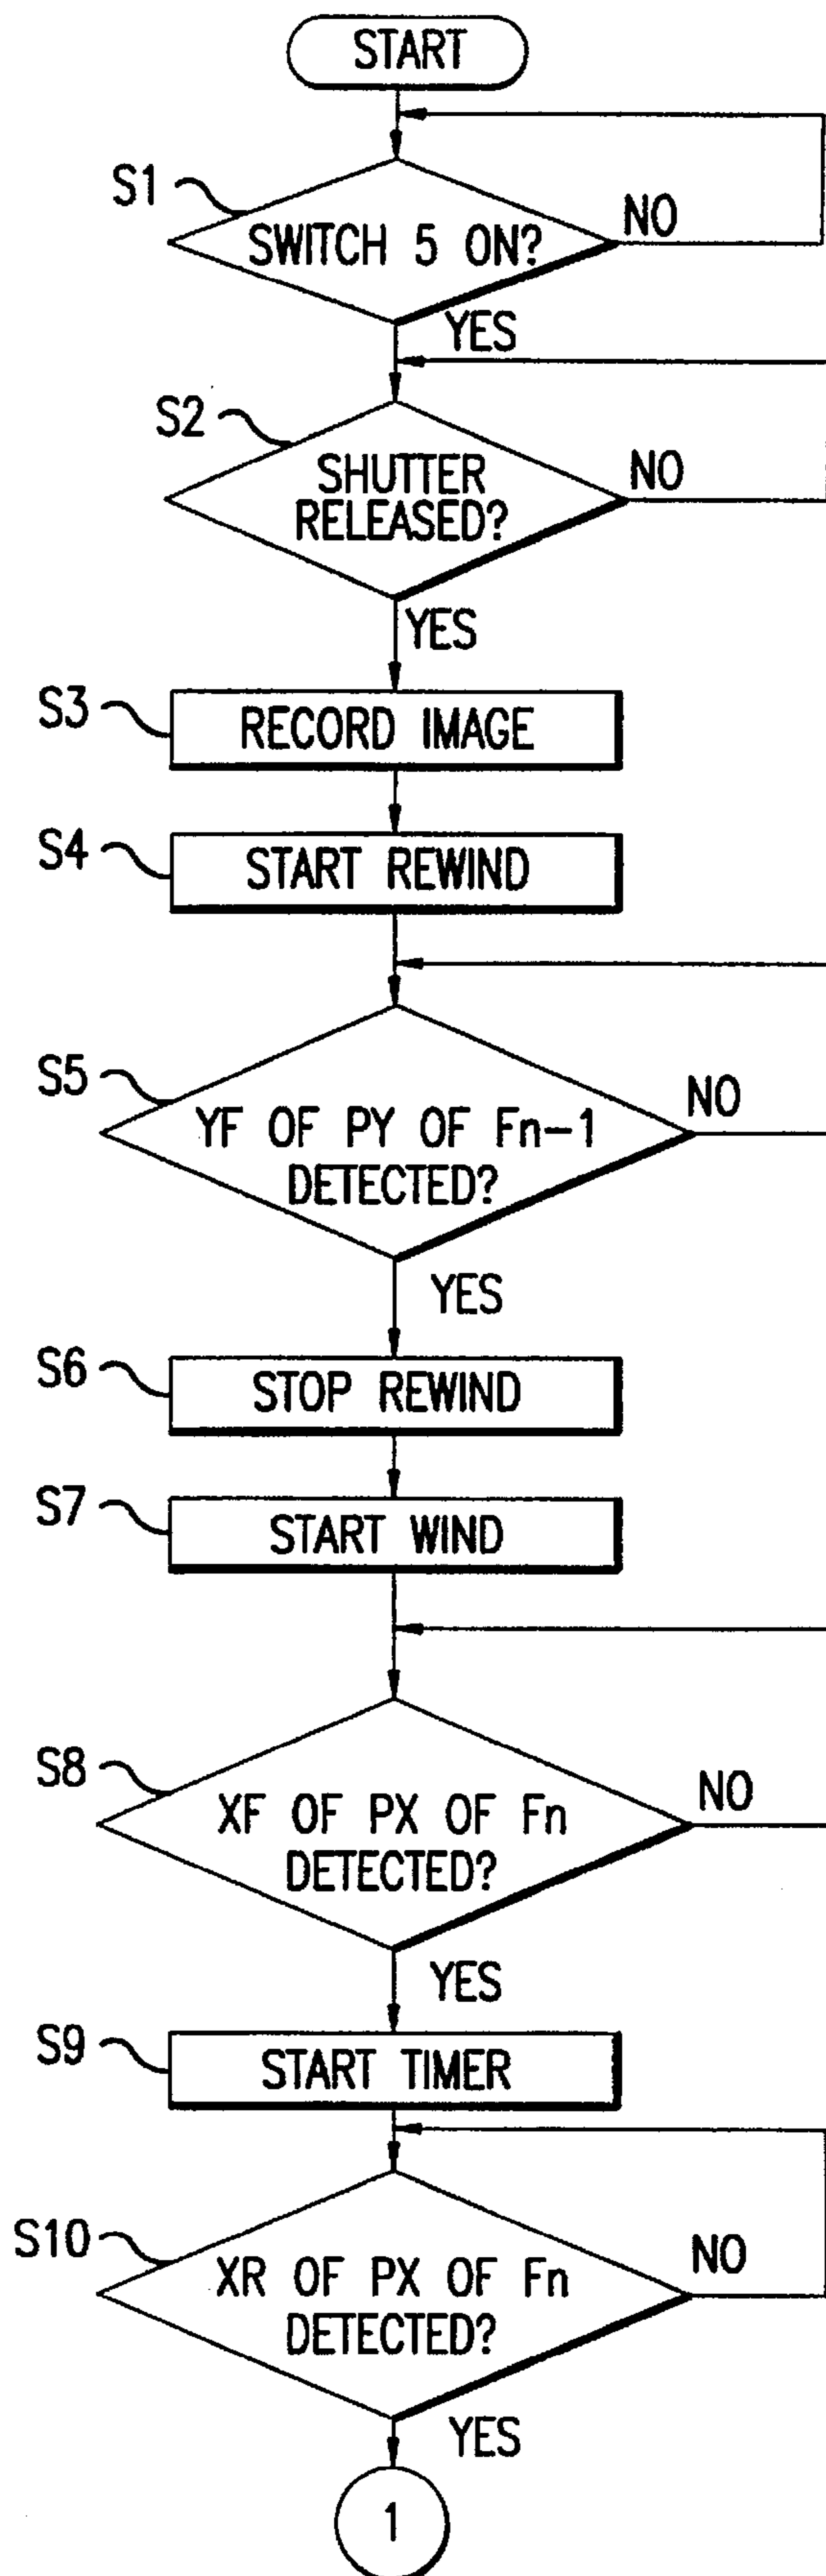 START
S1
SWITCH 5 ON?
NO
YES
S2
SHUTTER
RELEASED?
NO
YES
S3
RECORD IMAGE
S4
START REWIND
S5
YF OF PY OF Fn-1
DETECTED?
NO
YES
S6
STOP REWIND
S7
START WIND
S8
XF OF PX OF Fn
DETECTED?
NO
YES
S9
START TIMER
S10
XR OF PX OF Fn
DETECTED?
NO
YES
1